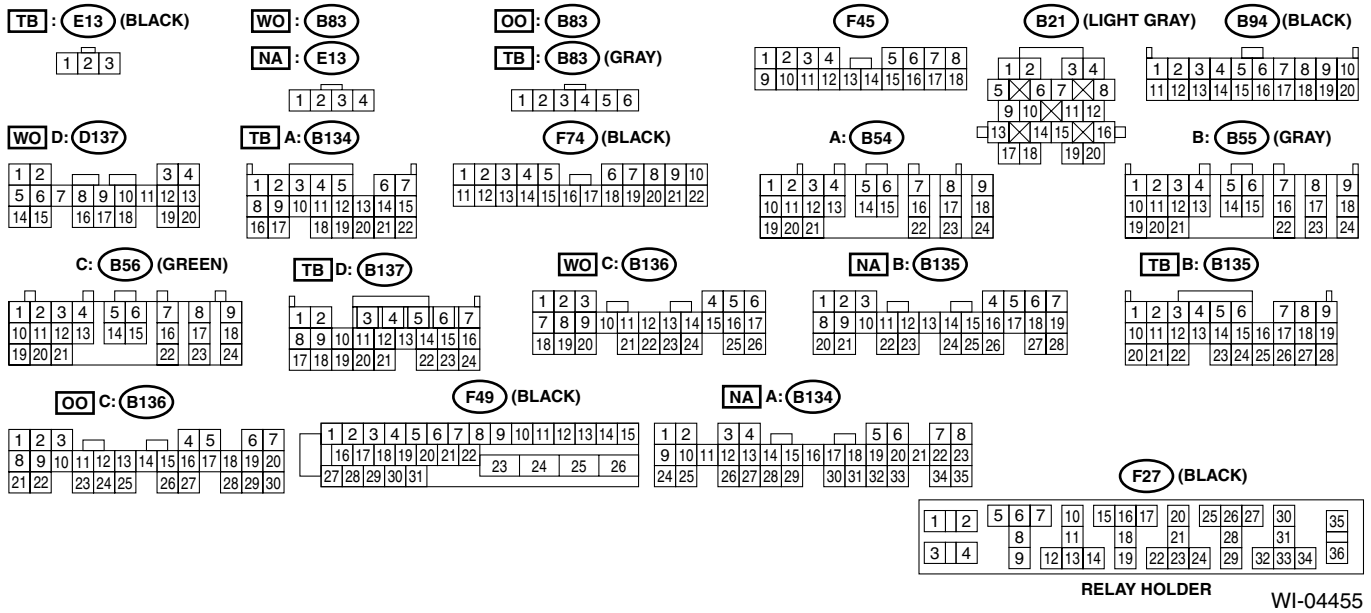 TB : E13 (BLACK)
1 2 3
WO : B83
NA : E13
1 2 3 4
OO : B83
TB : B83 (GRAY)
1 2 3 4 5 6
F45
1 2 3 4 5 6 7 8
9 10 11 12 13 14 15 16 17 18
B21 (LIGHT GRAY)
1 2 3 4
5 6 7 8
9 10 11 12
13 14 15 16
17 18 19 20
B94 (BLACK)
1 2 3 4 5 6 7 8 9 10
11 12 13 14 15 16 17 18 19 20
WO D: D137
1 2 3 4
5 6 7 8 9 10 11 12 13
14 15 16 17 18 19 20
TB A: B134
1 2 3 4 5 6 7
8 9 10 11 12 13 14 15
16 17 18 19 20 21 22
F74 (BLACK)
1 2 3 4 5 6 7 8 9 10
11 12 13 14 15 16 17 18 19 20 21 22
A: B54
1 2 3 4 5 6 7 8 9
10 11 12 13 14 15 16 17 18
19 20 21 22 23 24
B: B55 (GRAY)
1 2 3 4 5 6 7 8 9
10 11 12 13 14 15 16 17 18
19 20 21 22 23 24
C: B56 (GREEN)
1 2 3 4 5 6 7 8 9
10 11 12 13 14 15 16 17 18
19 20 21 22 23 24
TB D: B137
1 2 3 4 5 6 7
8 9 10 11 12 13 14 15 16
17 18 19 20 21 22 23 24
WO C: B136
1 2 3 4 5 6
7 8 9 10 11 12 13 14 15 16 17
18 19 20 21 22 23 24 25 26
NA B: B135
1 2 3 4 5 6 7
8 9 10 11 12 13 14 15 16 17 18 19
20 21 22 23 24 25 26 27 28
TB B: B135
1 2 3 4 5 6 7 8 9
10 11 12 13 14 15 16 17 18 19
20 21 22 23 24 25 26 27 28
OO C: B136
1 2 3 4 5 6 7
8 9 10 11 12 13 14 15 16 17 18 19 20
21 22 23 24 25 26 27 28 29 30
F49 (BLACK)
1 2 3 4 5 6 7 8 9 10 11 12 13 14 15
16 17 18 19 20 21 22 23 24 25 26
27 28 29 30 31
NA A: B134
1 2 3 4 5 6 7 8
9 10 11 12 13 14 15 16 17 18 19 20 21 22 23
24 25 26 27 28 29 30 31 32 33 34 35
F27 (BLACK)
1 2 5 6 7 10 15 16 17 20 25 26 27 30 35
8 11 18 21 28 31
3 4 9 12 13 14 19 22 23 24 29 32 33 34 36
RELAY HOLDER
WI-04455